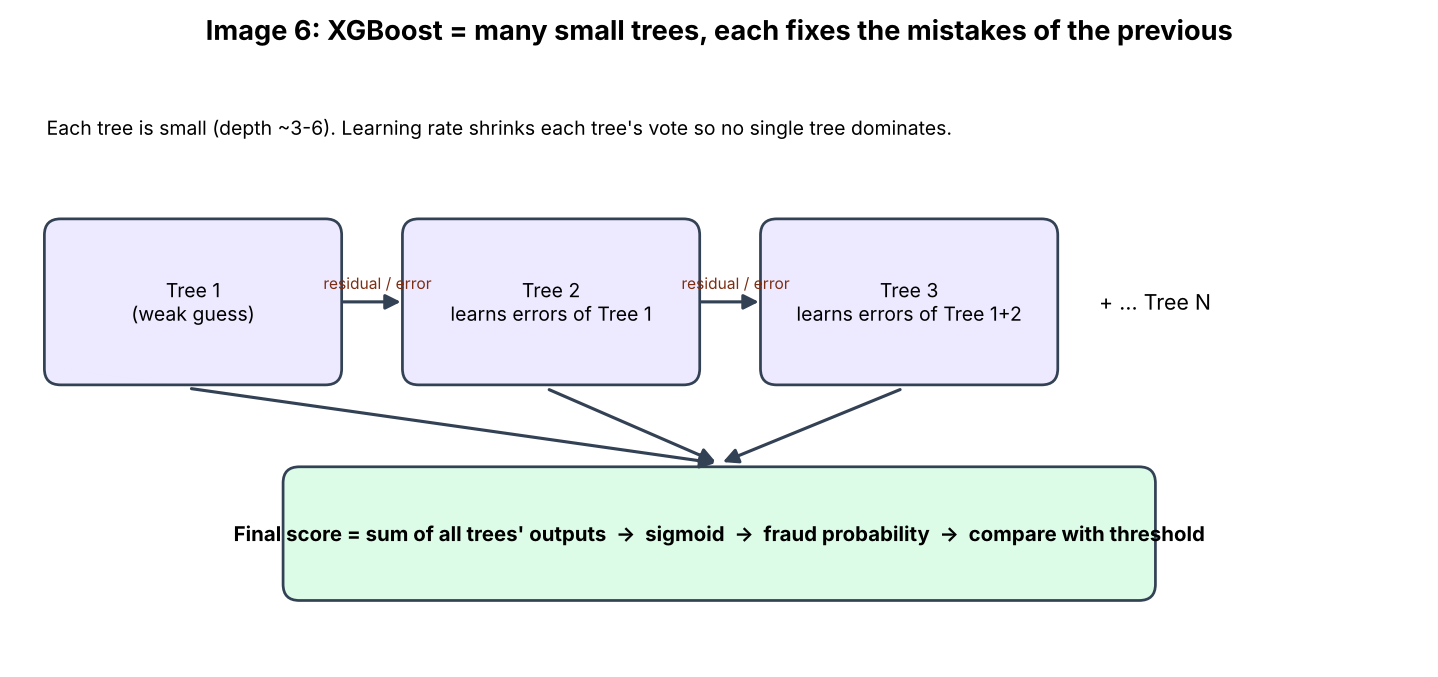 Image 6: XGBoost = many small trees, each fixes the mistakes of the previous
Each tree is small (depth ~3-6). Learning rate shrinks each tree's vote so no single tree dominates.
Tree 1
(weak guess)
residual / error
Tree 2
learns errors of Tree 1
residual / error
Tree 3
learns errors of Tree 1+2
+ ... Tree N
Final score = sum of all trees' outputs → sigmoid → fraud probability → compare with threshold